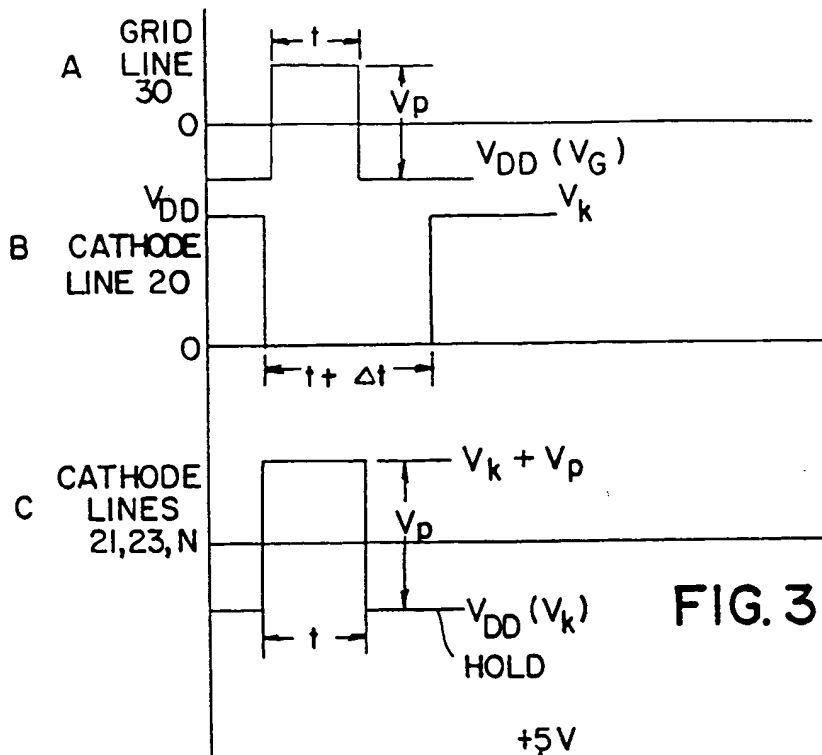 GRID
LINE
30
A
t
Vp
0
VDD (VG)
VDD
Vk
B CATHODE
LINE 20
0
t + Δt
Vk + Vp
C CATHODE
LINES
21,23,N
Vp
VDD (Vk)
FIG. 3
t
HOLD
+5V